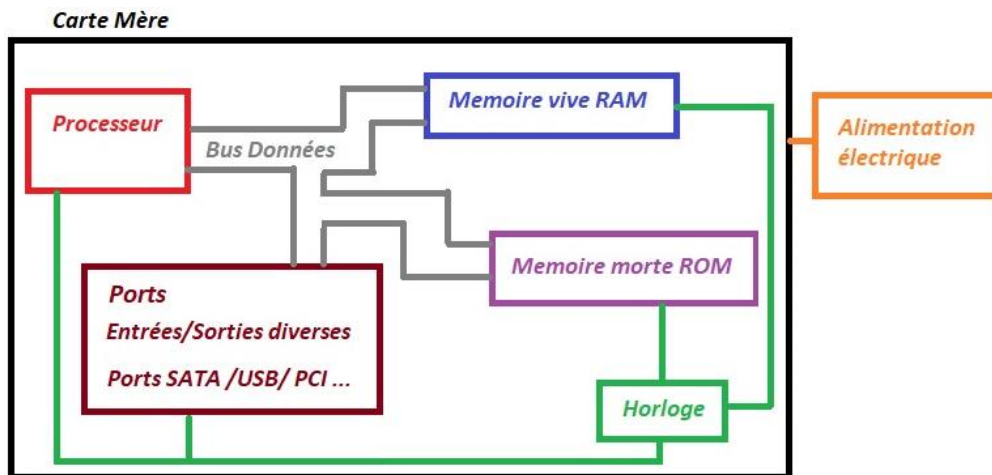 Carte Mère
Processeur
Bus Données
Memoire vive RAM
Alimentation
électrique
Memoire morte ROM
Ports
Entrées/Sorties diverses
Ports SATA /USB/ PCI ...
Horloge